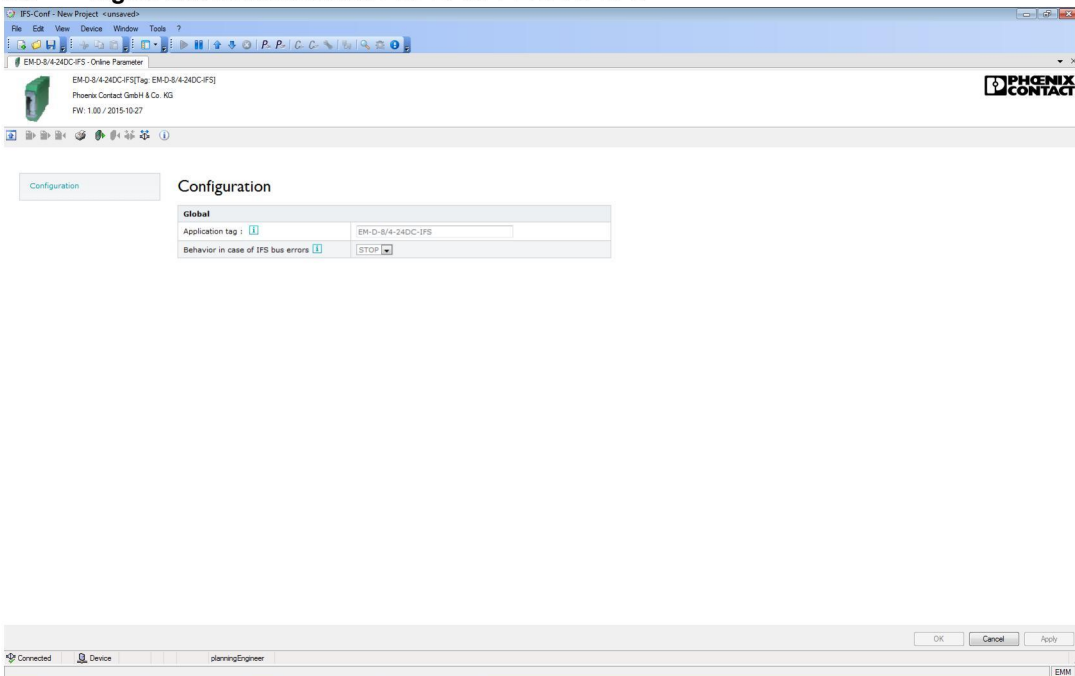 IFS-Conf - New Project <unsaved>
File Edit View Device Window Tools ?
EM-D-8/4-24DC-IFS - Online Parameter
EM-D-8/4-24DC-IFS[Tag: EM-D-8/4-24DC-IFS]
Phoenix Contact GmbH & Co. KG
FW: 1.00 / 2015-10-27
PHŒNIX
CONTACT
Configuration
Configuration
Global
Application tag : EM-D-8/4-24DC-IFS
Behavior in case of IFS bus errors STOP
OK Cancel Apply
Connected Device planningEngineer
EMM